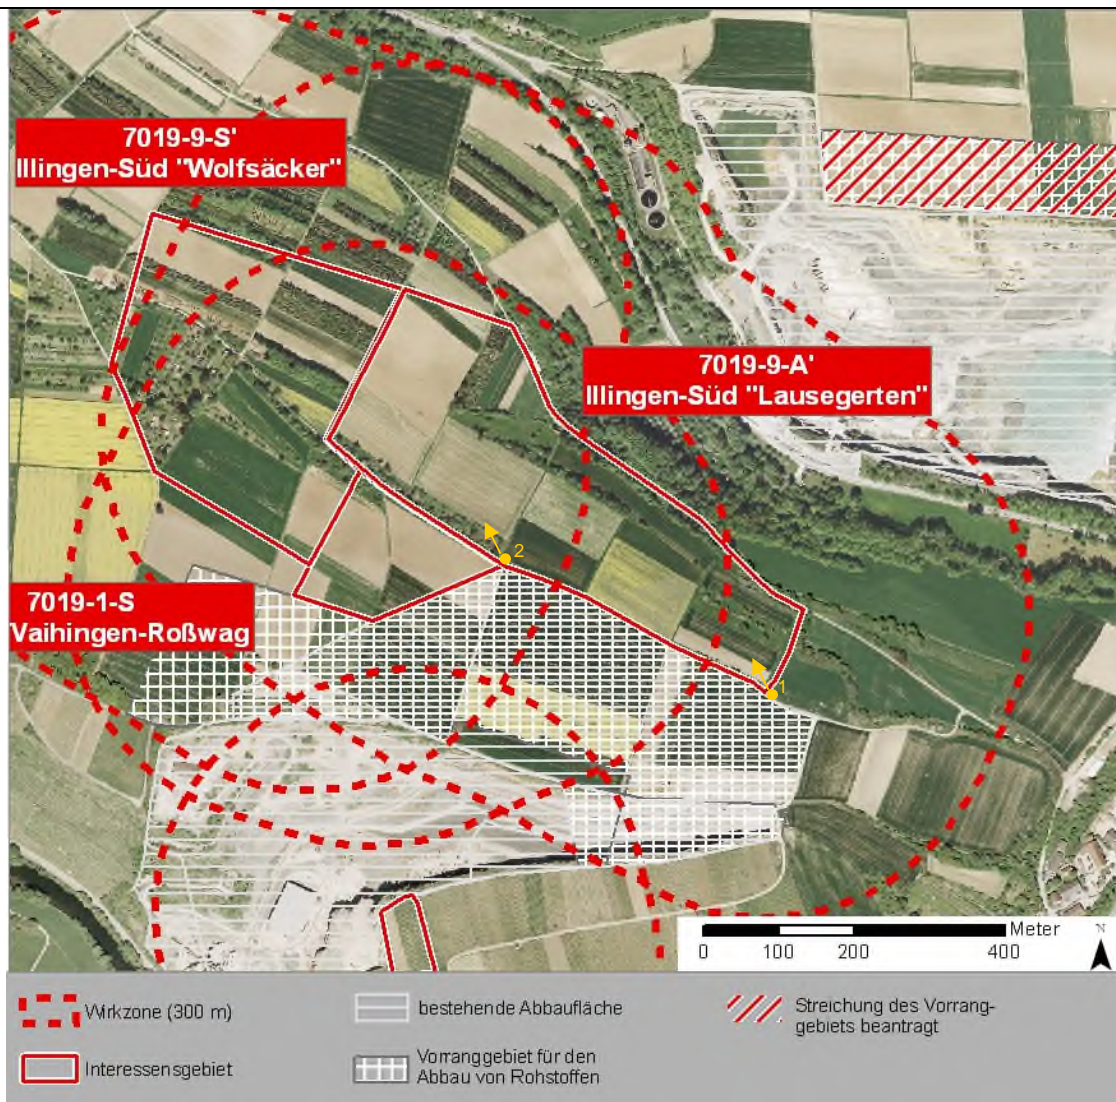 7019-9-S'
Illingen-Süd "Wolfsäcker"
7019-9-A'
Illingen-Süd "Lausegerten"
2
7019-1-S
Vaihingen-Roßwag
1
Meter
N
0 100 200 400
Wirkzone (300 m)
bestehende Abbaufläche
Streichung des Vorrang-
gebiets beantragt
Interessensgebiet
Vorranggebiet für den
Abbau von Rohstoffen